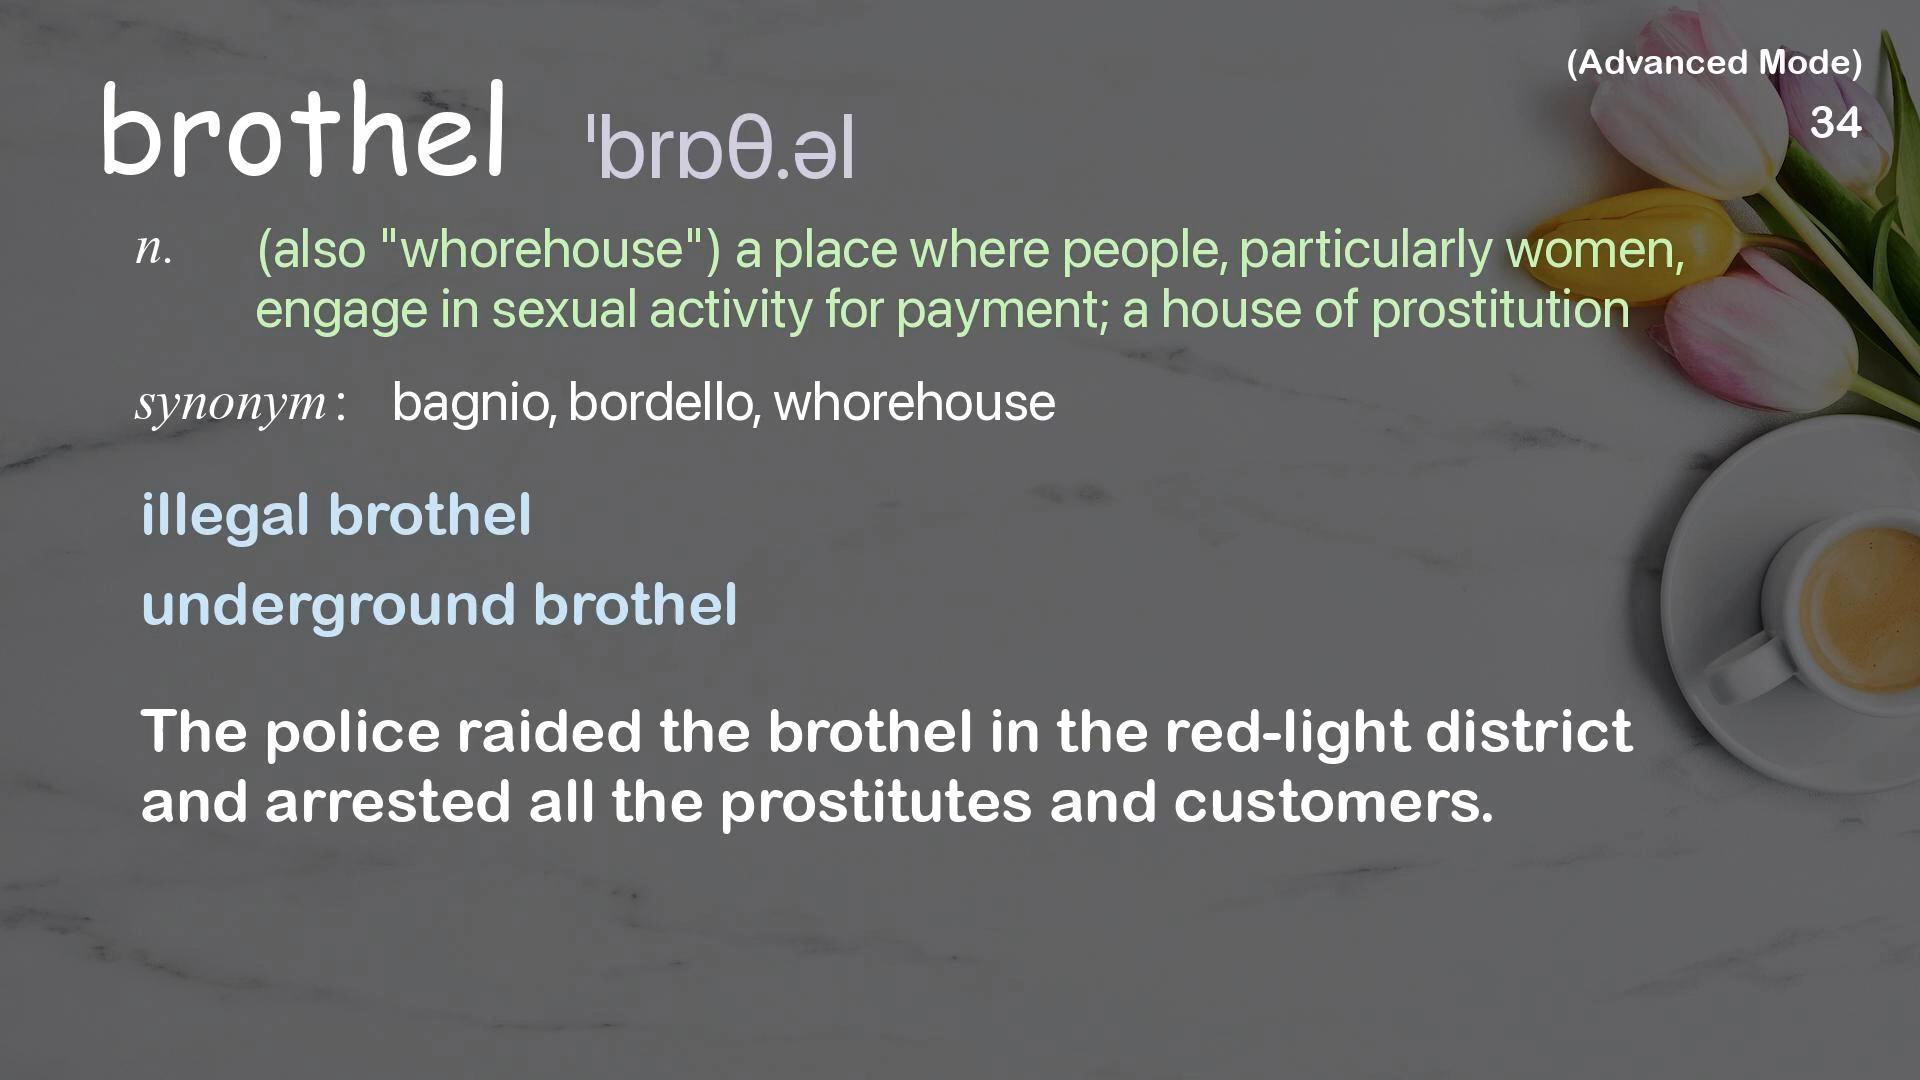 (Advanced Mode)
34
brothel ˈbrɒθ.əl
n. (also "whorehouse") a place where people, particularly women,
engage in sexual activity for payment; a house of prostitution
synonym : bagnio, bordello, whorehouse
illegal brothel
underground brothel
The police raided the brothel in the red-light district
and arrested all the prostitutes and customers.